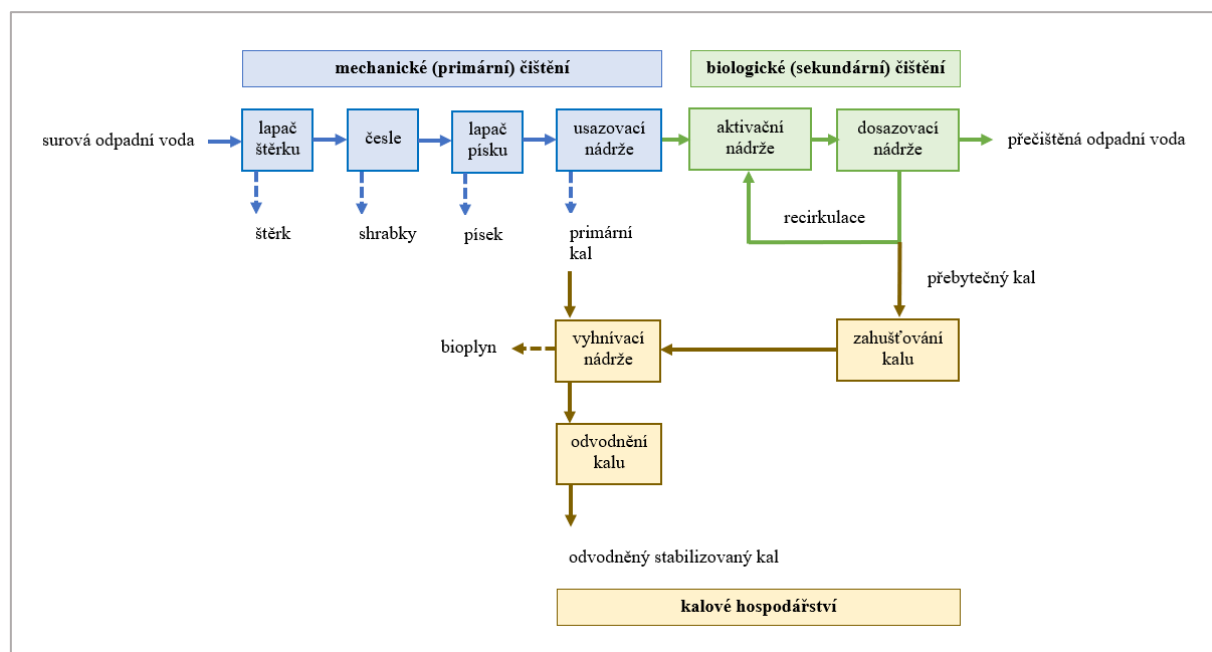 mechanické (primární) čištění
biologické (sekundární) čištění
surová odpadní voda
lapač
štěrku
česle
lapač
písku
usazovací
nádrže
aktivační
nádrže
dosazovací
nádrže
přečištěná odpadní voda
štěrk
shrabky
písek
primární
kal
recirkulace
přebytečný kal
bioplyn
vyhnívací
nádrže
zahušťování
kalu
odvodnění
kalu
odvodněný stabilizovaný kal
kalové hospodářství